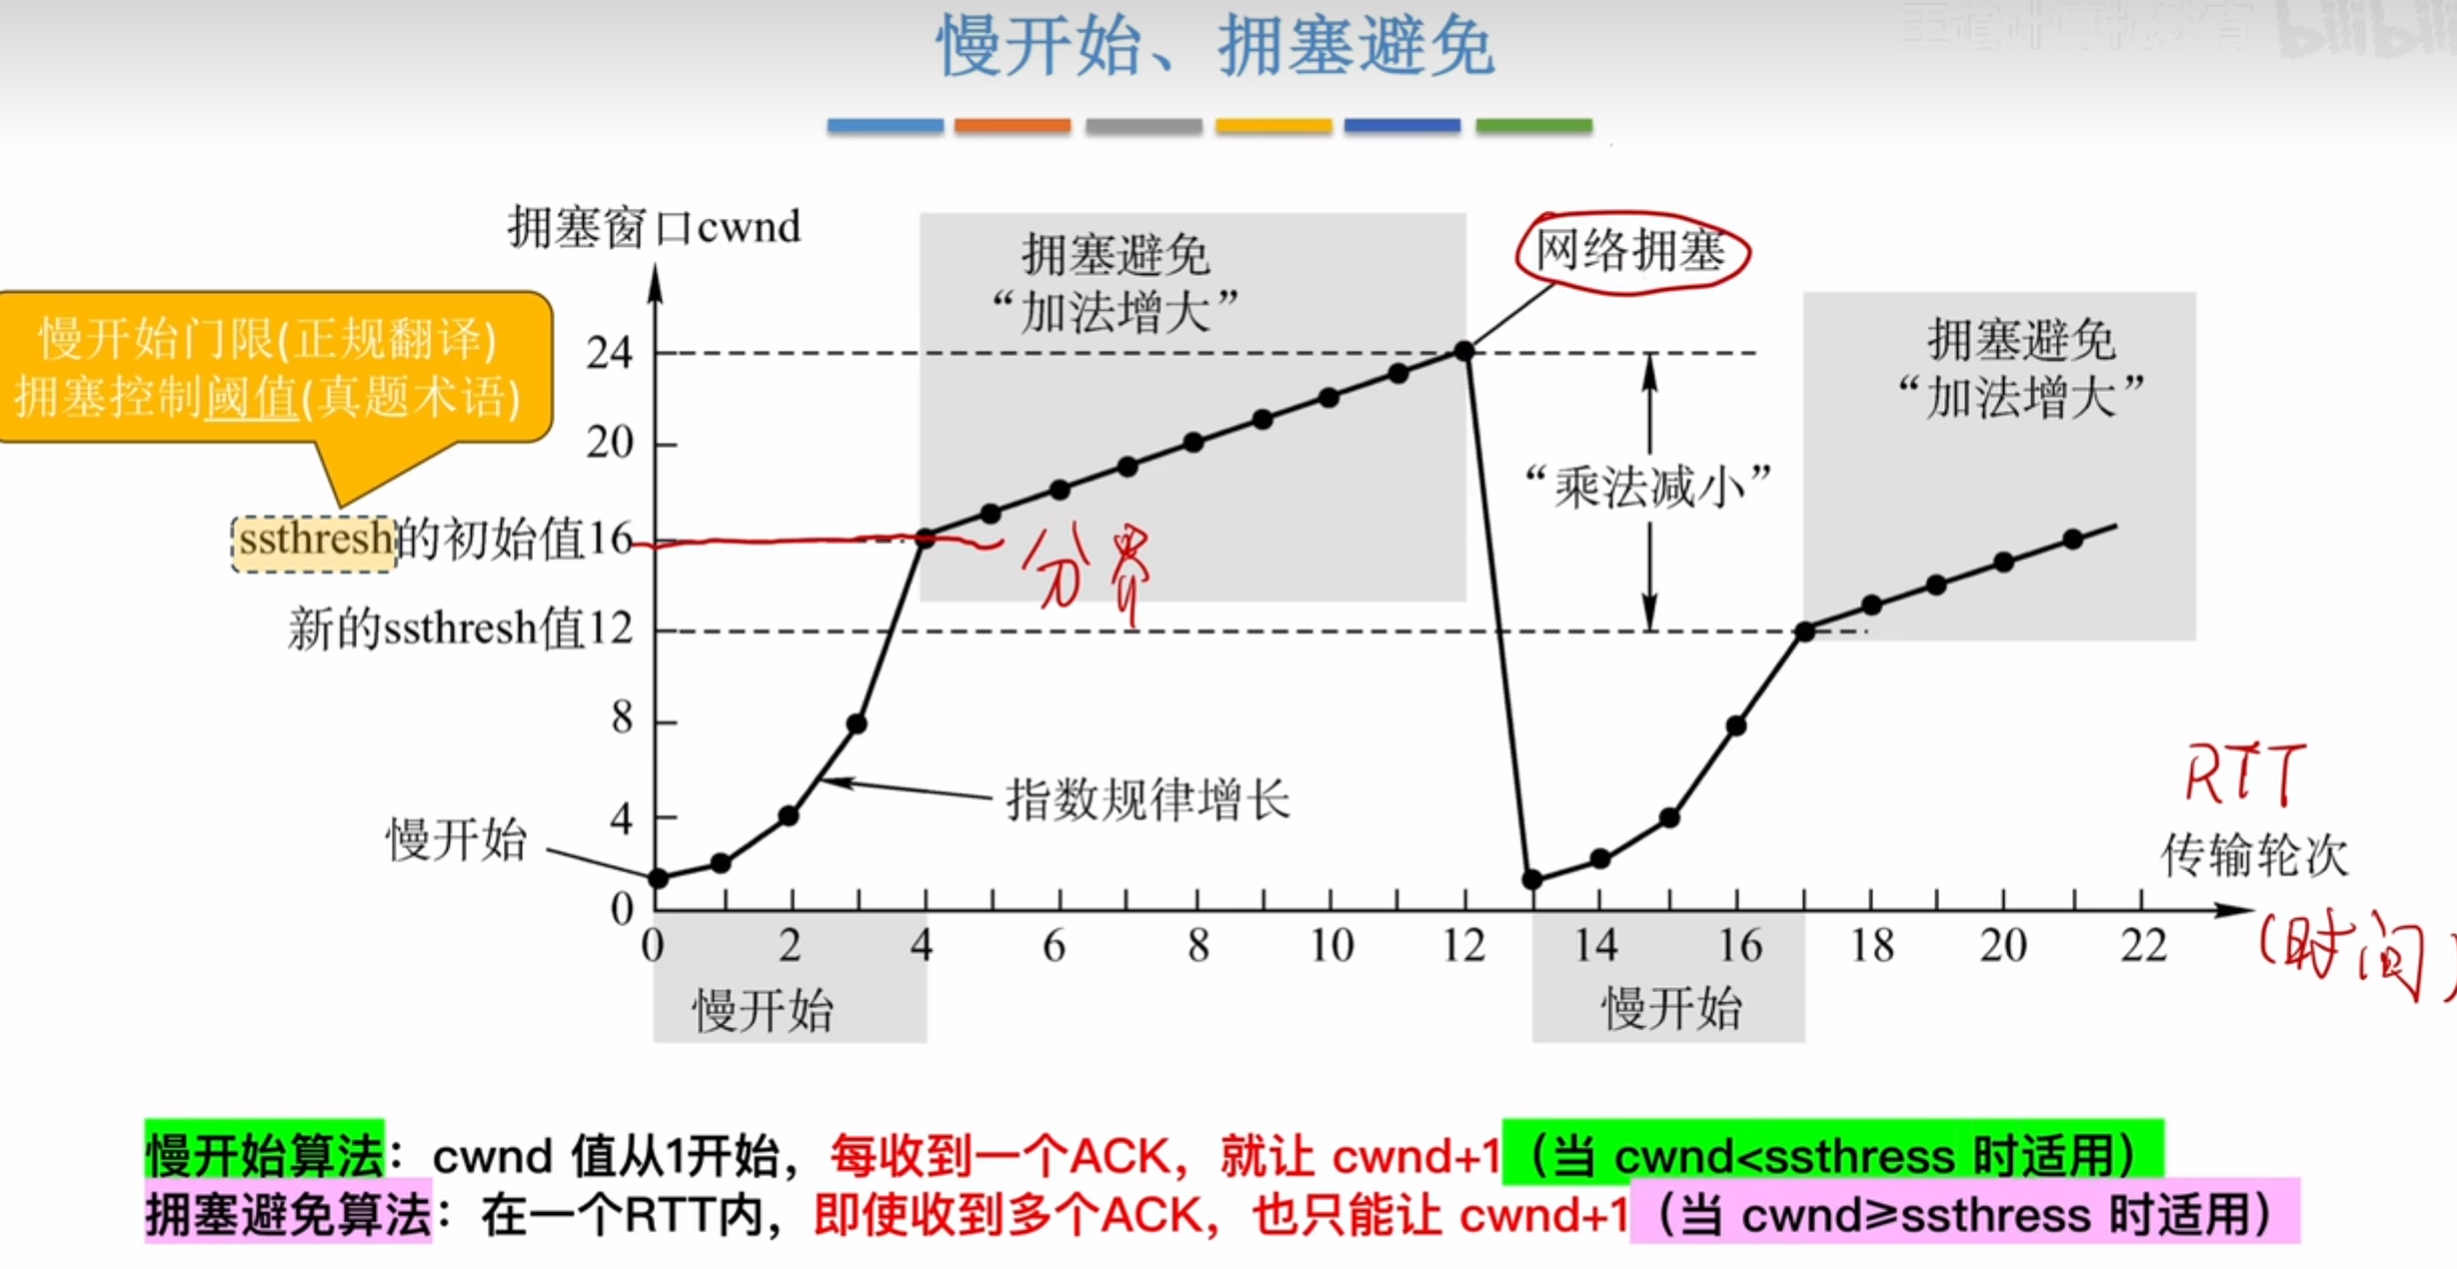 慢开始、拥塞避免
王道计算机教育
bilibili
拥塞窗口cwnd
拥塞避免
“加法增大”
网络拥塞
拥塞避免
“加法增大”
慢开始门限(正规翻译)
拥塞控制阈值(真题术语)
24
20
“乘法减小”
ssthresh的初始值16
分界
新的ssthresh值12
8
4
0
指数规律增长
慢开始
RTT
传输轮次
(时间)
0 2 4 6 8 10 12 14 16 18 20 22
慢开始
慢开始
慢开始算法：cwnd 值从1开始，每收到一个ACK，就让 cwnd+1（当 cwnd<ssthress 时适用）
拥塞避免算法：在一个RTT内，即使收到多个ACK，也只能让 cwnd+1（当 cwnd≥ssthress 时适用）